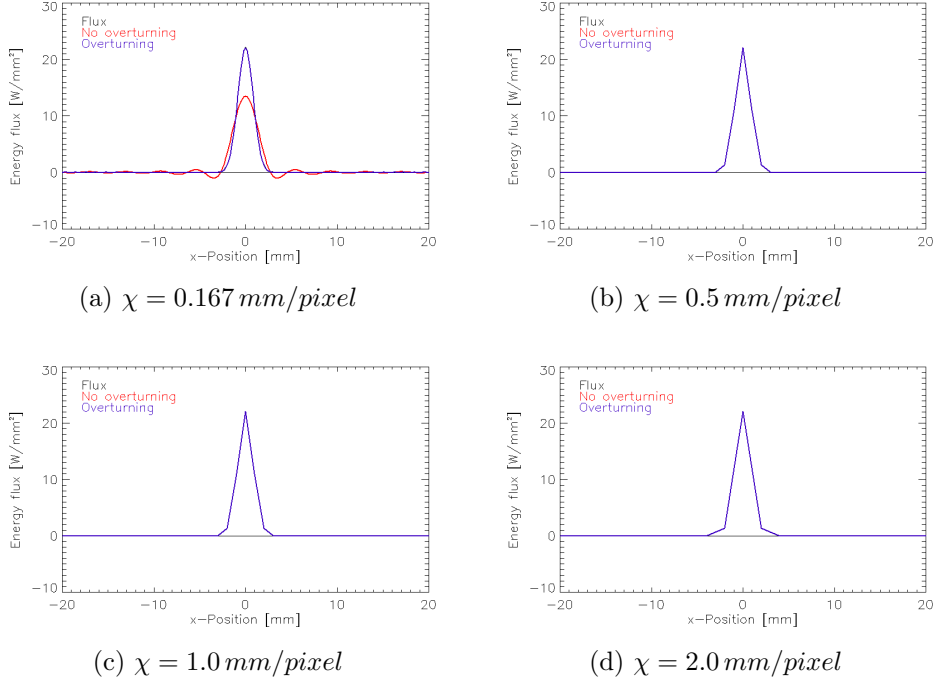 30
20
10
0
−10
Energy flux [W/mm²]
Flux
No overturning
Overturning
−20 −10 0 10 20
x−Position [mm]
(a) χ = 0.167 mm/pixel
30
20
10
0
−10
Energy flux [W/mm²]
Flux
No overturning
Overturning
−20 −10 0 10 20
x−Position [mm]
(b) χ = 0.5 mm/pixel
30
20
10
0
−10
Energy flux [W/mm²]
Flux
No overturning
Overturning
−20 −10 0 10 20
x−Position [mm]
(c) χ = 1.0 mm/pixel
30
20
10
0
−10
Energy flux [W/mm²]
Flux
No overturning
Overturning
−20 −10 0 10 20
x−Position [mm]
(d) χ = 2.0 mm/pixel